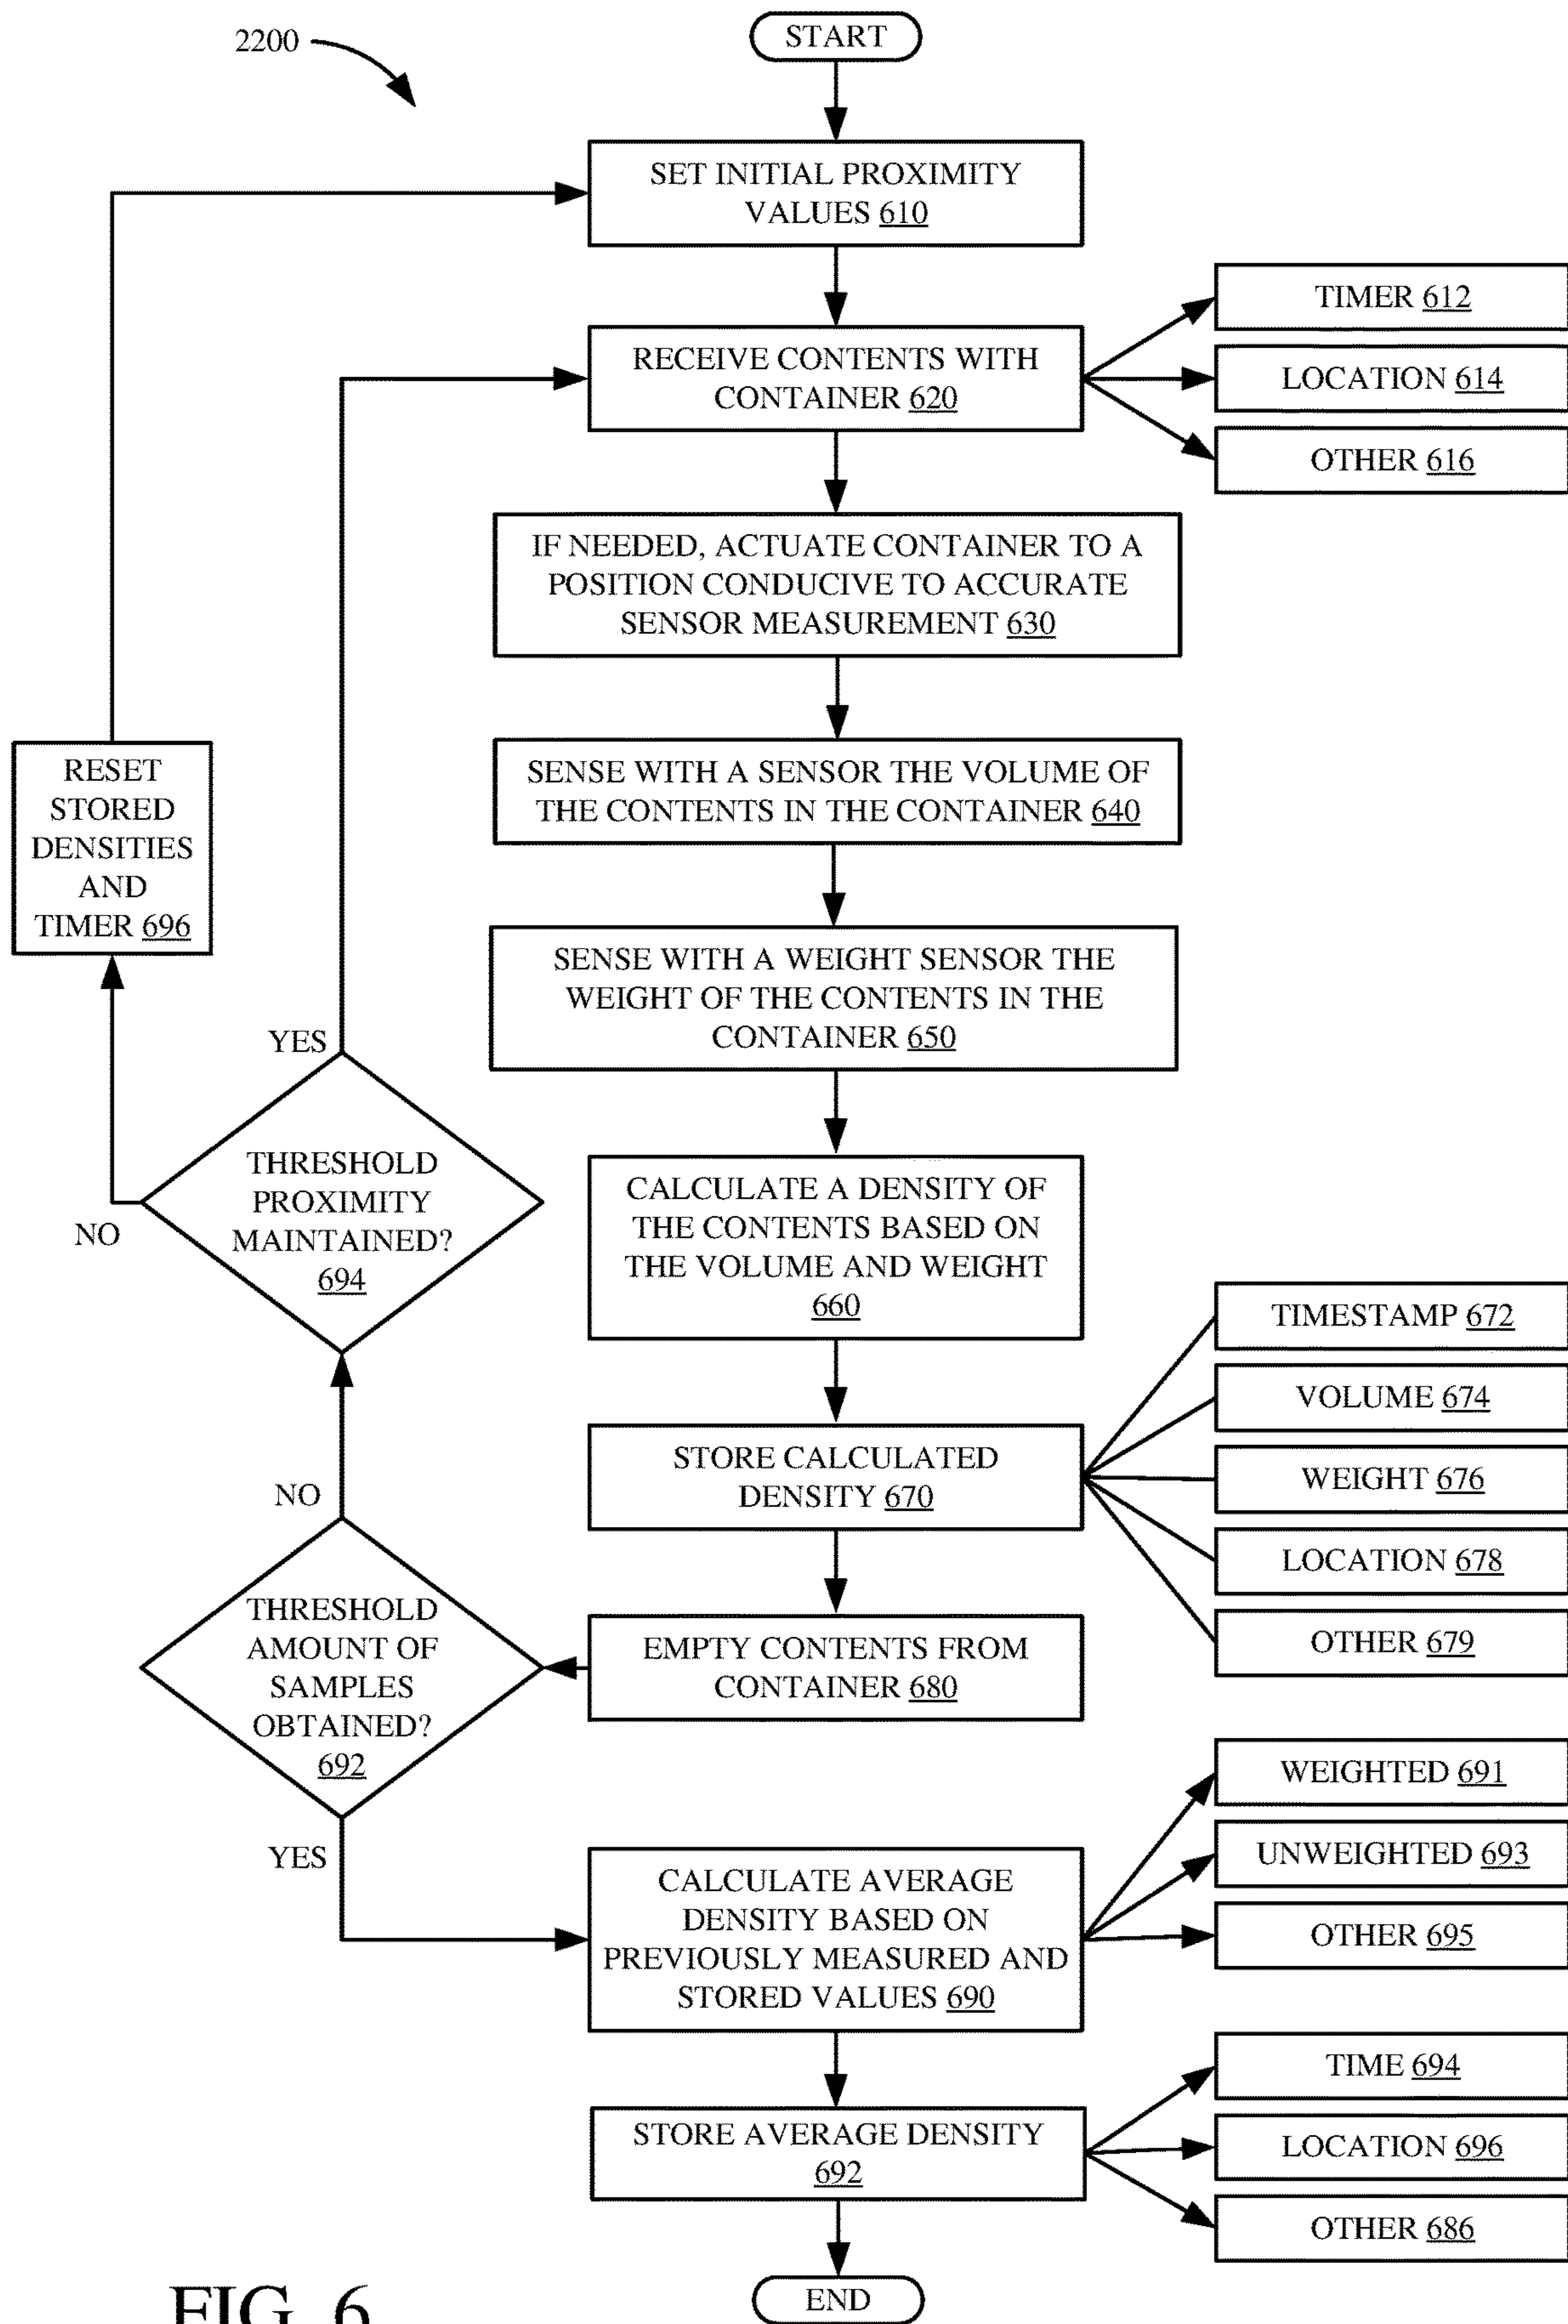 2200
START
SET INITIAL PROXIMITY
VALUES 610
RECEIVE CONTENTS WITH
CONTAINER 620
TIMER 612
LOCATION 614
OTHER 616
IF NEEDED, ACTUATE CONTAINER TO A
POSITION CONDUCIVE TO ACCURATE
SENSOR MEASUREMENT 630
SENSE WITH A SENSOR THE VOLUME OF
THE CONTENTS IN THE CONTAINER 640
RESET
STORED
DENSITIES
AND
TIMER 696
SENSE WITH A WEIGHT SENSOR THE
WEIGHT OF THE CONTENTS IN THE
CONTAINER 650
YES
THRESHOLD
PROXIMITY
MAINTAINED?
694
NO
CALCULATE A DENSITY OF
THE CONTENTS BASED ON
THE VOLUME AND WEIGHT
660
STORE CALCULATED
DENSITY 670
TIMESTAMP 672
VOLUME 674
WEIGHT 676
LOCATION 678
OTHER 679
NO
THRESHOLD
AMOUNT OF
SAMPLES
OBTAINED?
692
EMPTY CONTENTS FROM
CONTAINER 680
YES
CALCULATE AVERAGE
DENSITY BASED ON
PREVIOUSLY MEASURED AND
STORED VALUES 690
WEIGHTED 691
UNWEIGHTED 693
OTHER 695
STORE AVERAGE DENSITY
692
TIME 694
LOCATION 696
OTHER 686
END
FIG. 6